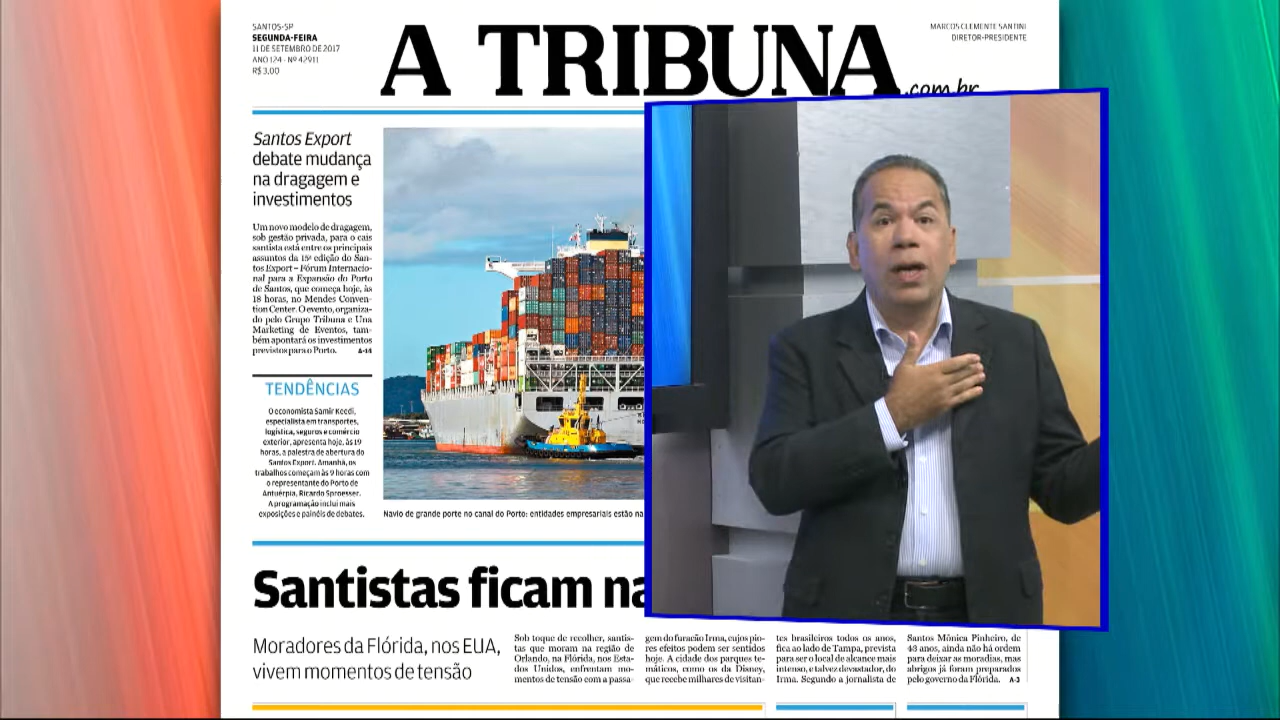 SANTOS-SP
SEGUNDA-FEIRA
11 DE SETEMBRO DE 2017
ANO 124 - Nº 42911
R$ 3,00
A TRIBUNA
.com.br
MARCOS CLEMENTE SANTINI
DIRETOR-PRESIDENTE
Santos Export
debate mudança
na dragagem e
investimentos
Um novo modelo de dragagem,
sob gestão privada, para o cais
santista está entre os principais
assuntos da 15ª edição do San-
tos Export – Fórum Internacio-
nal para a Expansão do Porto
de Santos, que começa hoje, às
18 horas, no Mendes Conven-
tion Center. O evento, organiza-
do pelo Grupo Tribuna e Una
Marketing de Eventos, tam-
bém apontará os investimentos
previstos para o Porto. A-14
TENDÊNCIAS
O economista Samir Keedi,
especialista em transportes,
logística, seguros e comércio
exterior, apresenta hoje, às 19
horas, a palestra de abertura do
Santos Export. Amanhã, os
trabalhos começam às 9 horas com
o representante do Porto de
Antuérpia, Ricardo Sproesser.
A programação inclui mais
exposições e painéis de debates.
Navio de grande porte no canal do Porto: entidades empresariais estão na
Santistas ficam na
Moradores da Flórida, nos EUA,
vivem momentos de tensão
Sob toque de recolher, santis-
tas que moram na região de
Orlando, na Flórida, nos Esta-
dos Unidos, enfrentam mo-
mentos de tensão com a passa-
gem do furacão Irma, cujos pio-
res efeitos podem ser sentidos
hoje. A cidade dos parques te-
máticos, como os da Disney,
que recebe milhares de visitan-
tes brasileiros todos os anos,
fica ao lado de Tampa, prevista
para ser o local de alcance mais
intenso, e talvez devastador, do
Irma. Segundo a jornalista de
Santos Mônica Pinheiro, de
43 anos, ainda não há ordem
para deixar as moradias, mas
abrigos já foram preparados
pelo governo da Flórida. A-3